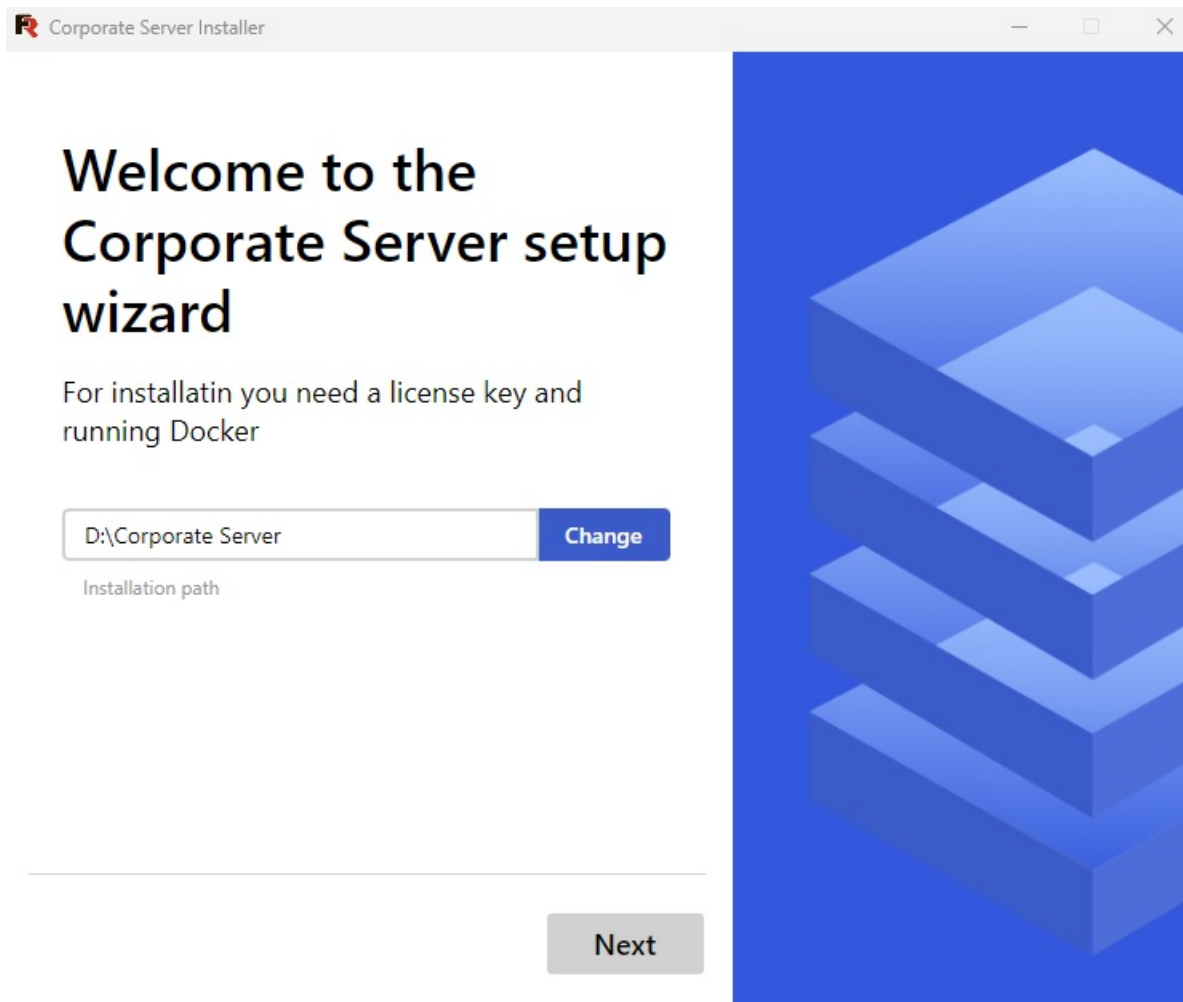 Corporate Server Installer
Welcome to the
Corporate Server setup
wizard
For installatin you need a license key and
running Docker
D:\Corporate Server
Change
Installation path
Next